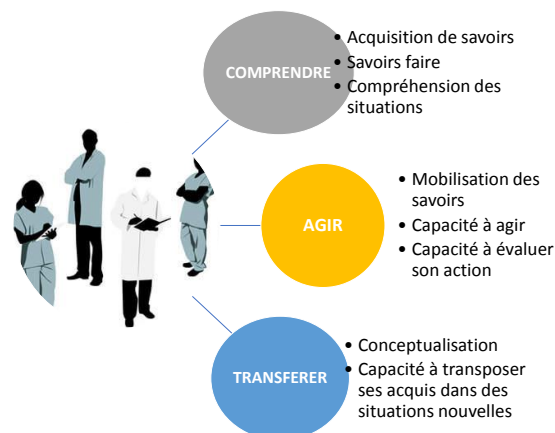 COMPRENDRE
• Acquisition de savoirs
• Savoirs faire
• Compréhension des
situations
AGIR
• Mobilisation des
savoirs
• Capacité à agir
• Capacité à évaluer
son action
TRANSFERER
• Conceptualisation
• Capacité à transposer
ses acquis dans des
situations nouvelles